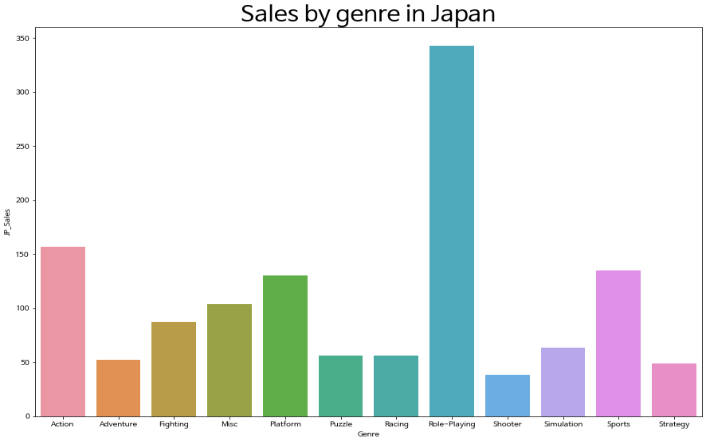 Sales by genre in Japan
350
300
250
200
150
100
50
0
JP_Sales
Action Adventure Fighting Misc Platform Puzzle Racing Role-Playing Shooter Simulation Sports Strategy
Genre